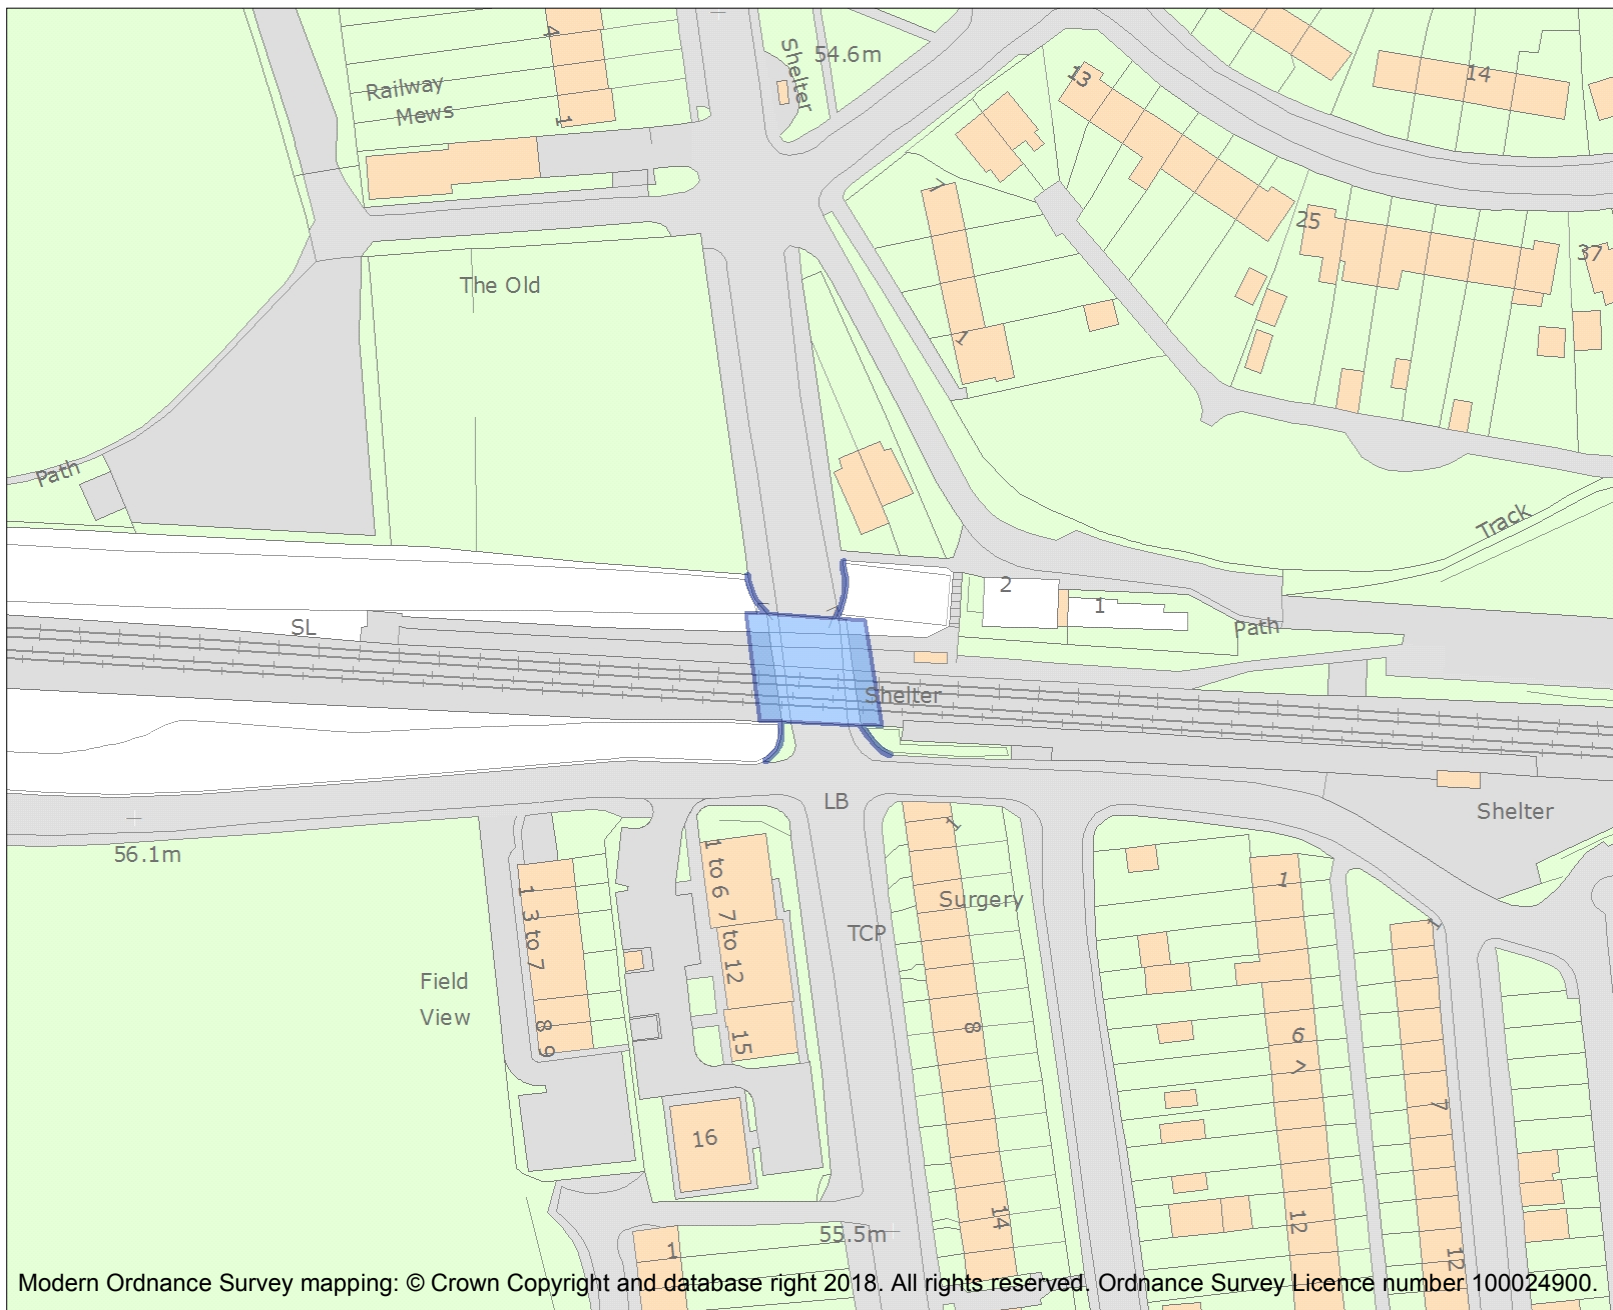 4
Shelter
54.6m
13
14
Railway
Mews
1
7
25
37
The Old
1
Path
Track
2
1
SL
Path
Shelter
LB
Shelter
56.1m
1
1 to 6
1
1
Surgery
3 to 7
7 to 12
TCP
1
Field
View
8
9
15
8
6
7
7
16
14
12
55.5m
1
12
Modern Ordnance Survey mapping: © Crown Copyright and database right 2018. All rights reserved. Ordnance Survey Licence number 100024900.